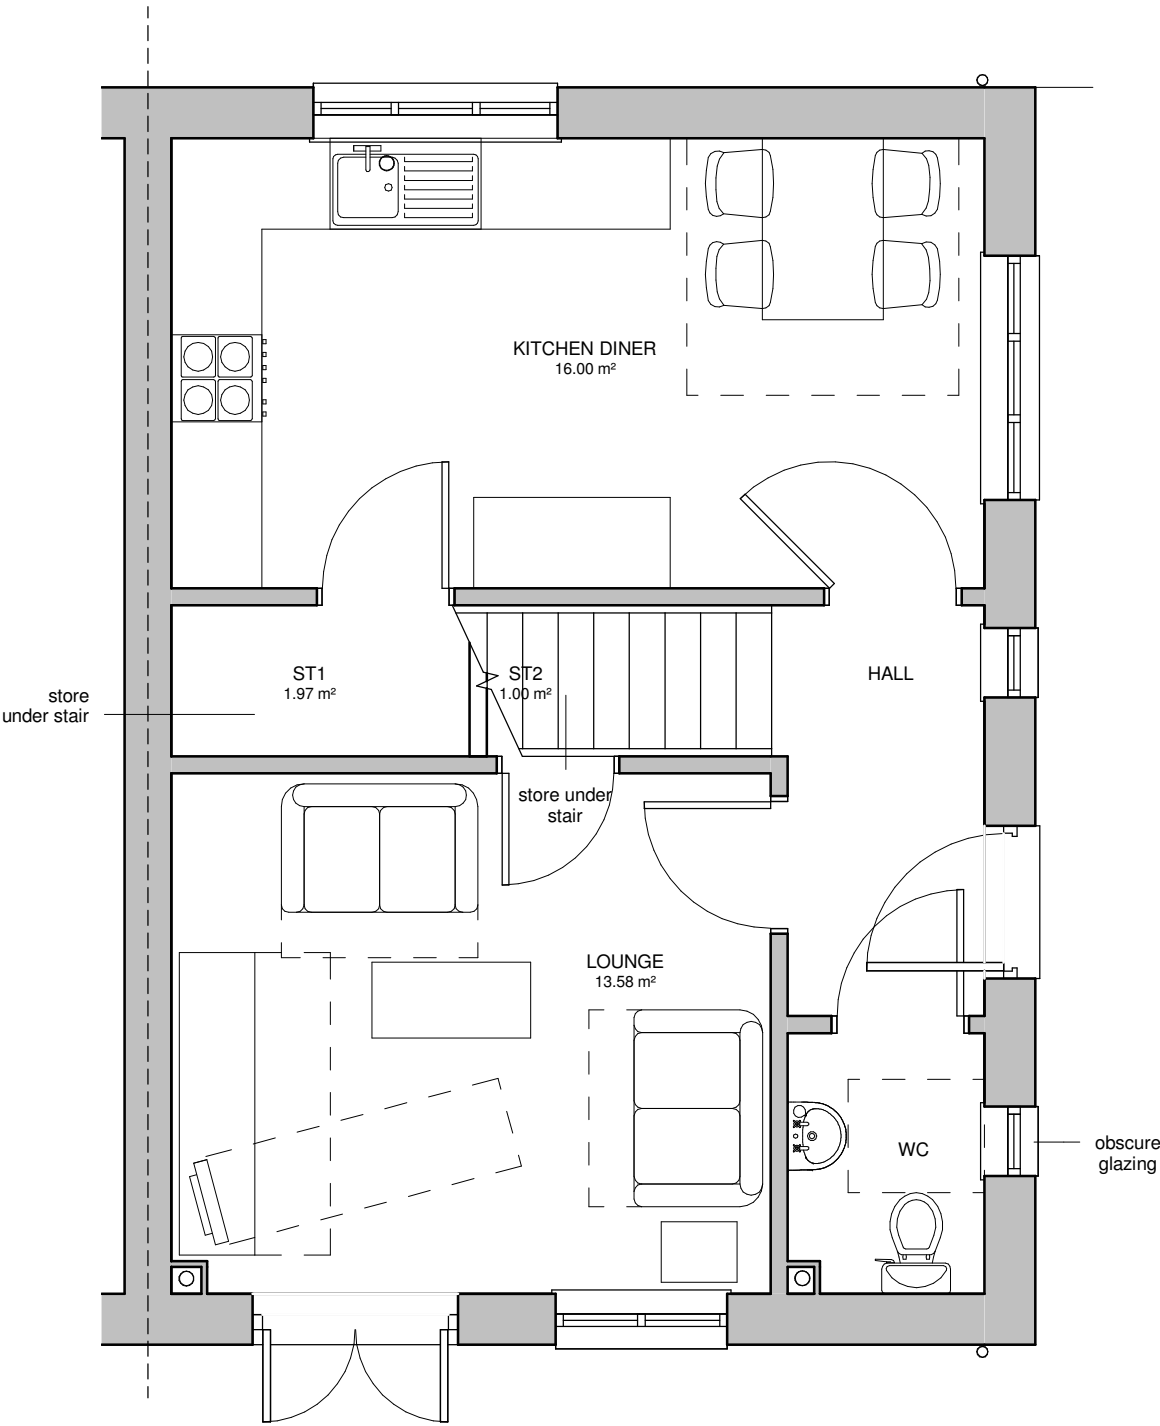 KITCHEN DINER
16.00 m²
ST1
1.97 m²
ST2
1.00 m²
HALL
store
under stair
store under
stair
LOUNGE
13.58 m²
WC
obscure
glazing